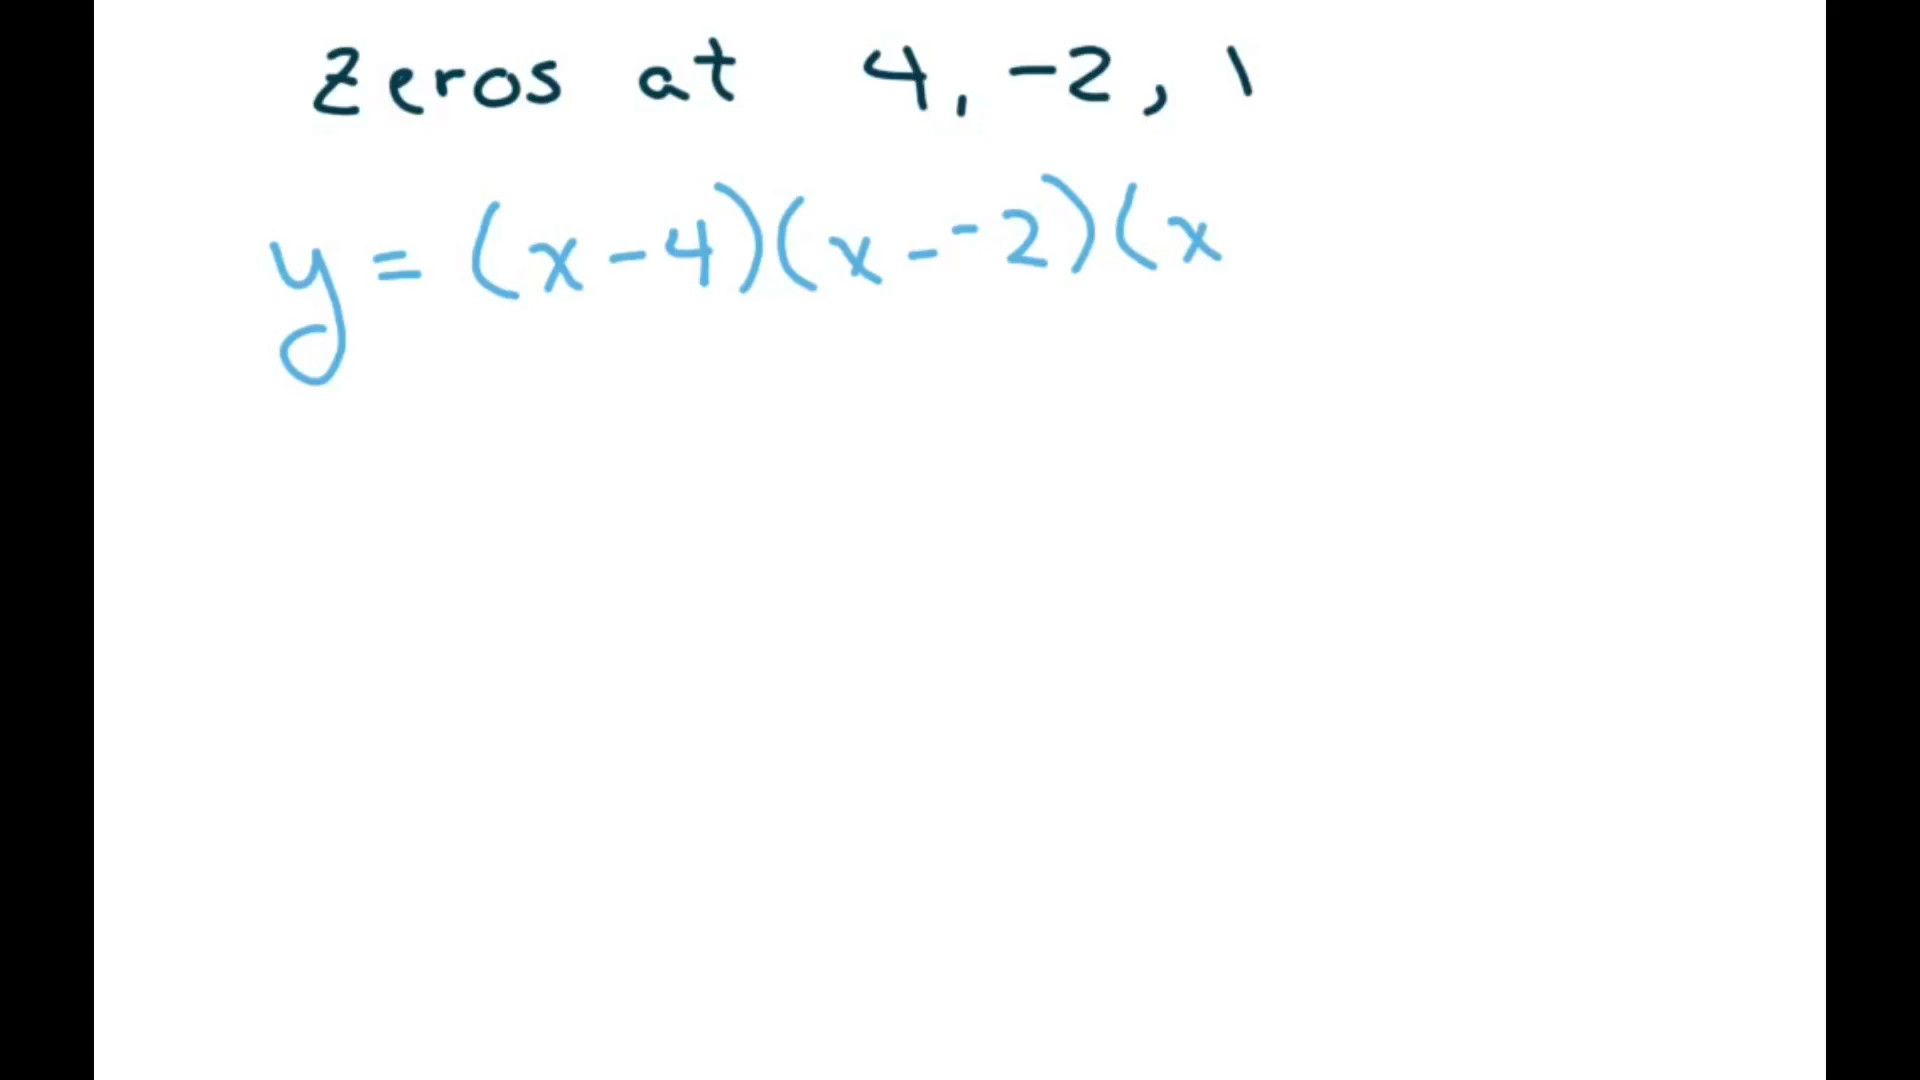 Zeros at 4, -2, 1
y = (x - 4)(x - -2)(x